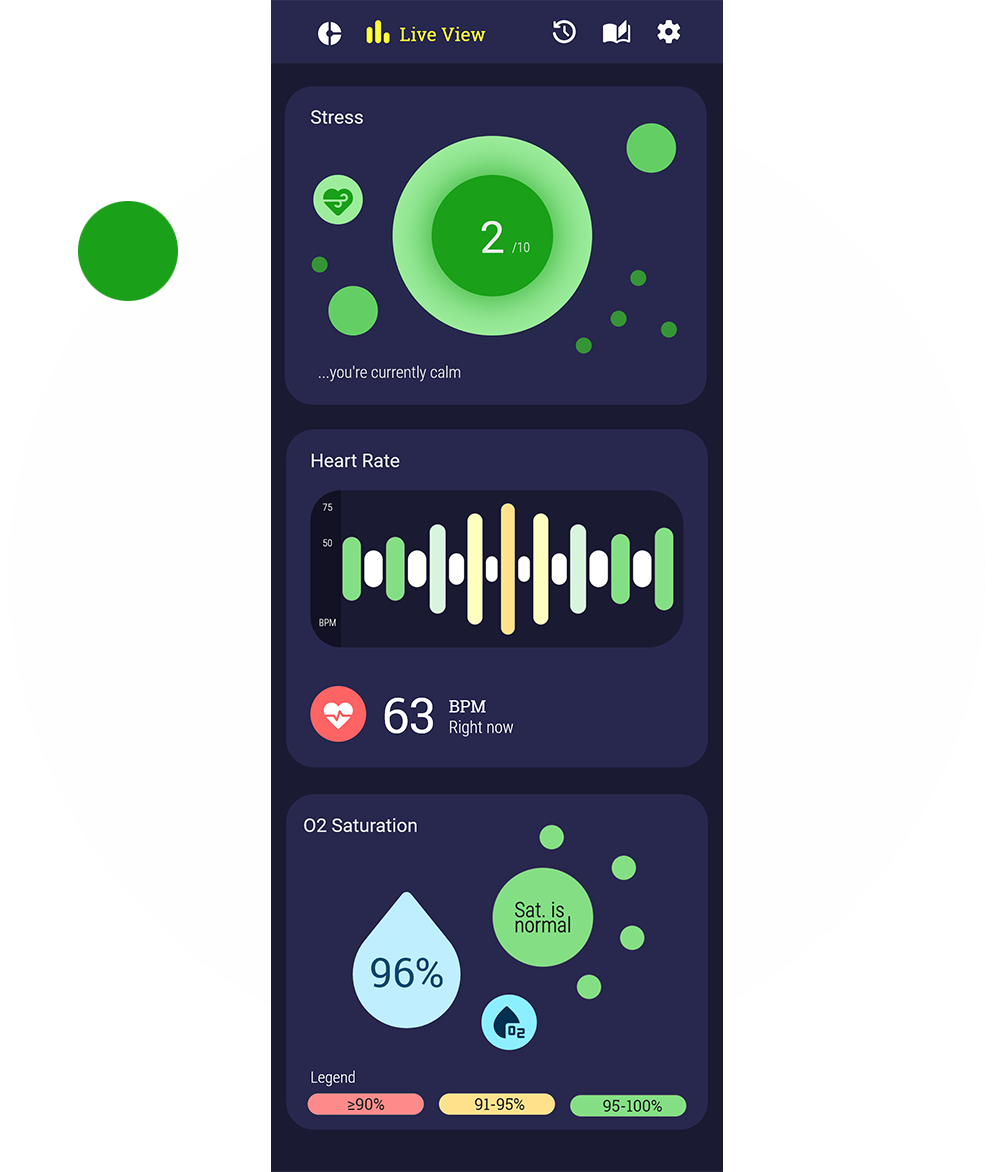 Live View
Stress
2 /10
...you're currently calm
Heart Rate
75
50
BPM
63
BPM
Right now
O2 Saturation
Sat. is
normal
96%
O2
Legend
≥90%
91-95%
95-100%